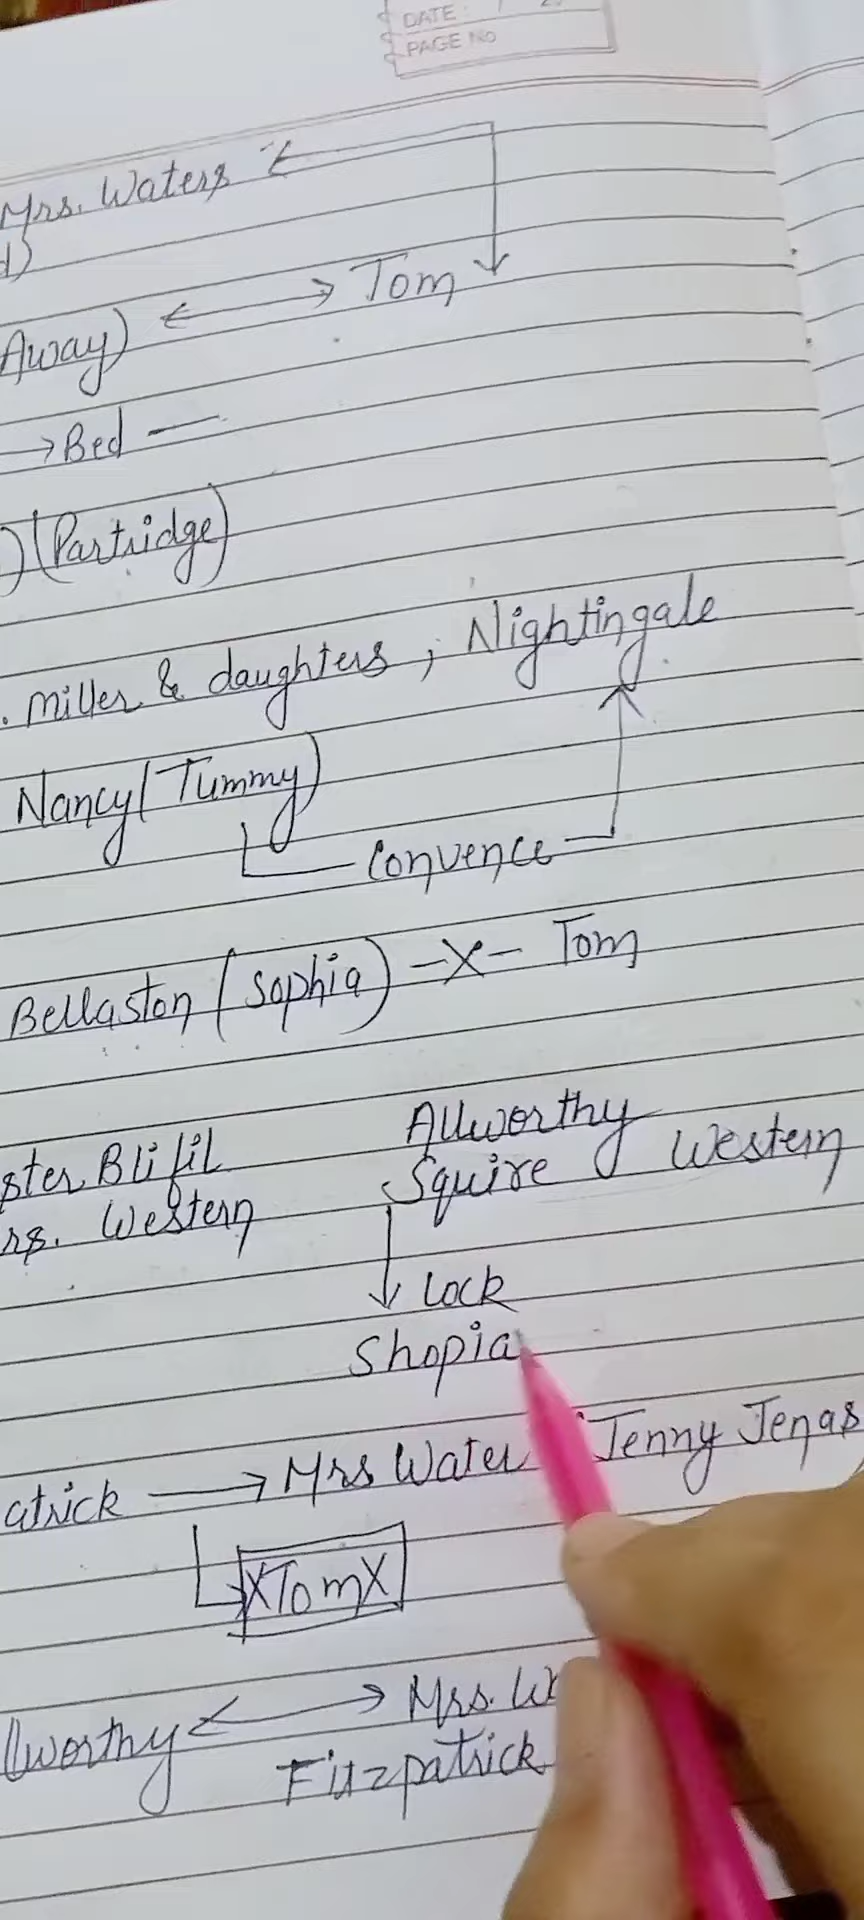 DATE:
PAGE NO
Mrs. Waters
d)
Away) ⟷ Tom
→ Bed —
) (Partridge)
. Miller & daughters, Nightingale
Nancy (Tummy)
Convence
Bellaston (Sophia) -X- Tom
Allworthy
ster Blifil Squire Western
rs. Western
Lock
Shopia
atrick → Mrs Water Jenny Jenas
XTomX
llworthy ⟷ Mrs. W
Fitzpatrick